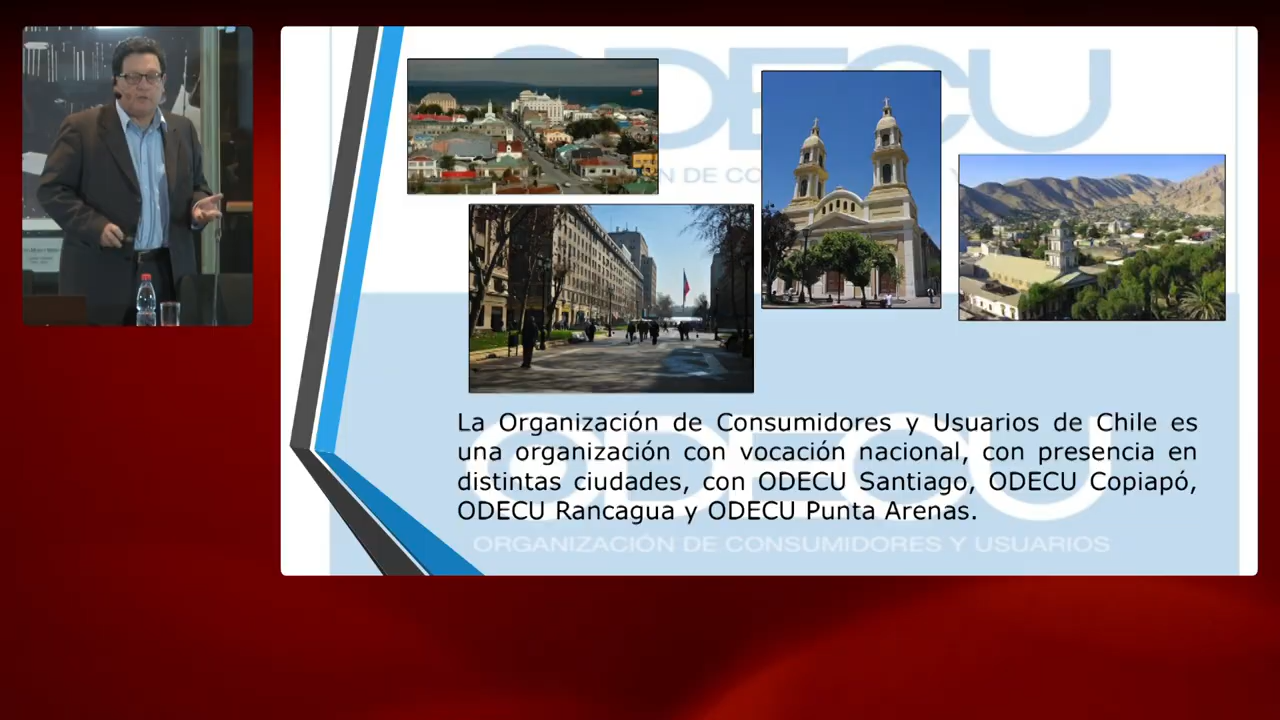 ODECU
ÓN DE CO
Y
La Organización de Consumidores y Usuarios de Chile es
una organización con vocación nacional, con presencia en
distintas ciudades, con ODECU Santiago, ODECU Copiapó,
ODECU Rancagua y ODECU Punta Arenas.
ODECU
ORGANIZACIÓN DE CONSUMIDORES Y USUARIOS